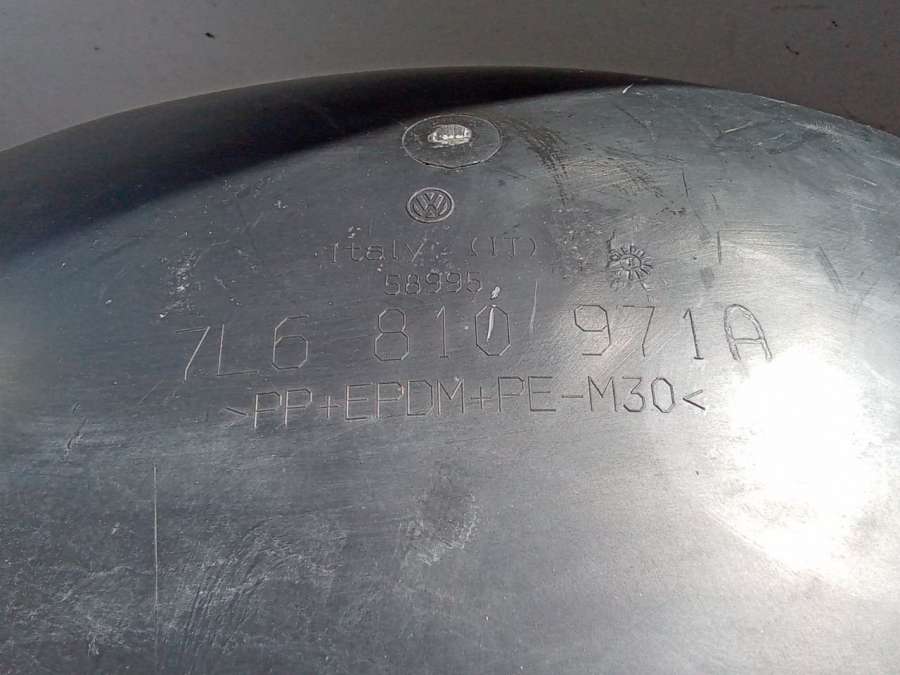 Italy (IT)
58995
7L6 810 971A
>PP+EPDM+PE-M30<